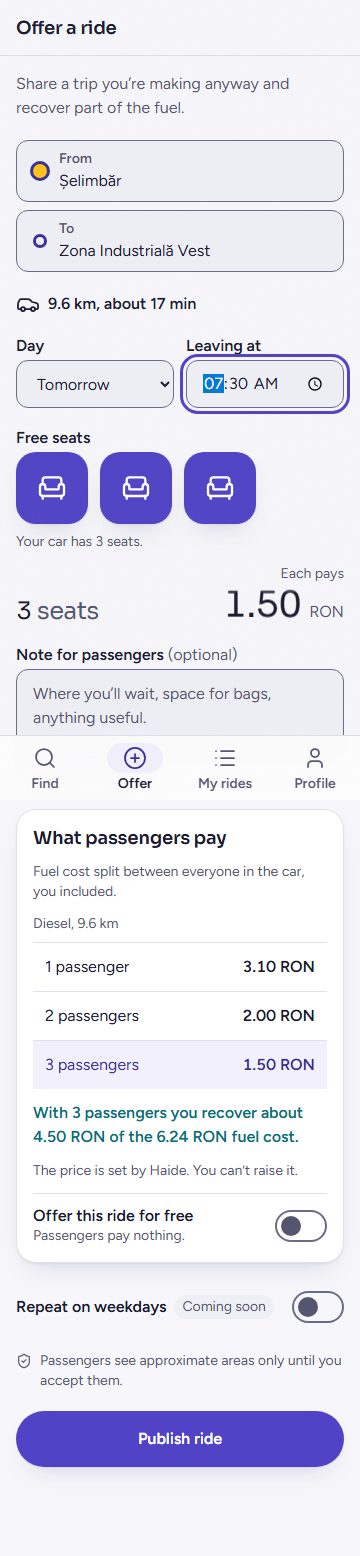 Offer a ride
Share a trip you’re making anyway and
recover part of the fuel.
From
Șelimbăr
To
Zona Industrială Vest
9.6 km, about 17 min
Day
Leaving at
Tomorrow
07:30 AM
Free seats
Your car has 3 seats.
Each pays
3 seats
1.50 RON
Note for passengers (optional)
Where you’ll wait, space for bags,
anything useful.
Find
Offer
My rides
Profile
What passengers pay
Fuel cost split between everyone in the car,
you included.
Diesel, 9.6 km
1 passenger 3.10 RON
2 passengers 2.00 RON
3 passengers 1.50 RON
With 3 passengers you recover about
4.50 RON of the 6.24 RON fuel cost.
The price is set by Haide. You can’t raise it.
Offer this ride for free
Passengers pay nothing.
Repeat on weekdays Coming soon
Passengers see approximate areas only until you
accept them.
Publish ride